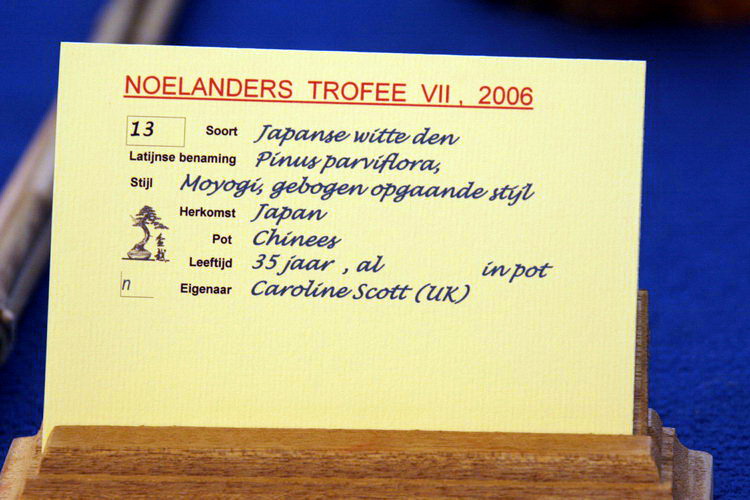 NOELANDERS TROFEE VII , 2006
13 Soort Japanse witte den
Latijnse benaming Pinus parviflora,
Stijl Moyogi, gebogen opgaande stijl
Herkomst Japan
Pot Chinees
Leeftijd 35 jaar , al in pot
n Eigenaar Caroline Scott (UK)